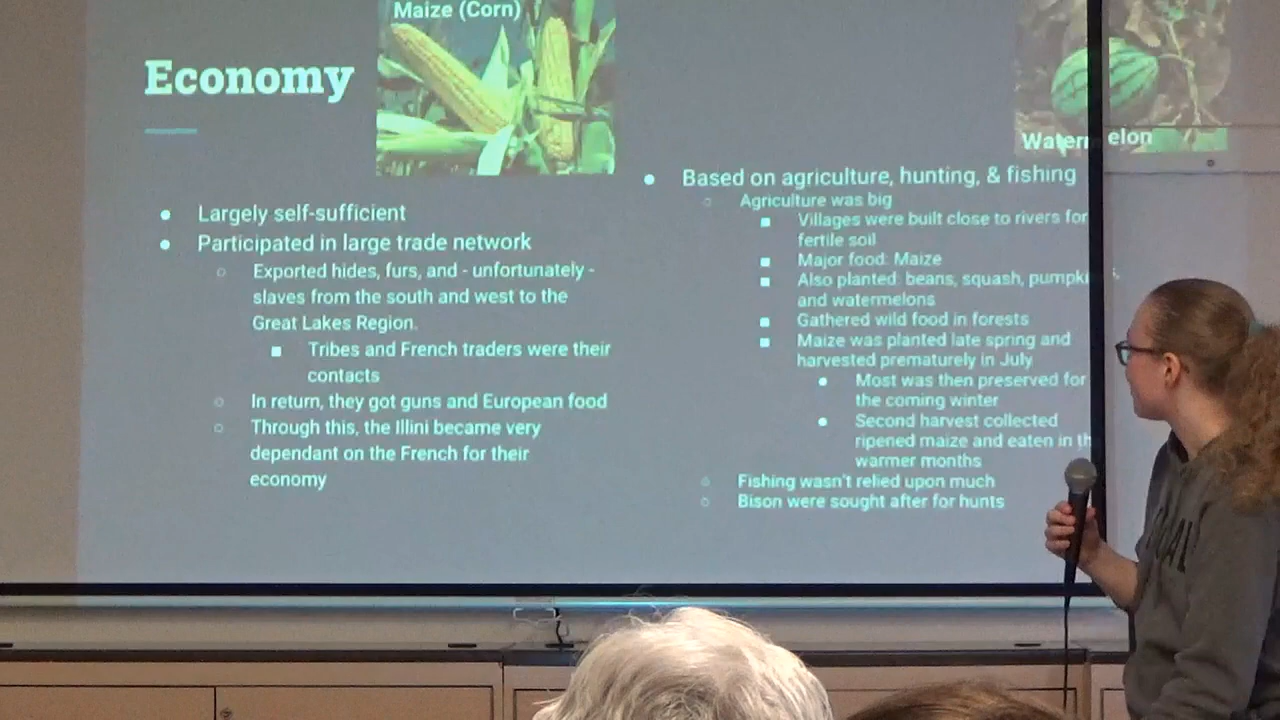 Maize (Corn)
Economy
Watermelon
Largely self-sufficient
Participated in large trade network
Exported hides, furs, and - unfortunately -
slaves from the south and west to the
Great Lakes Region.
Tribes and French traders were their
contacts
In return, they got guns and European food
Through this, the Illini became very
dependant on the French for their
economy
Based on agriculture, hunting, & fishing
Agriculture was big
Villages were built close to rivers for
fertile soil
Major food: Maize
Also planted: beans, squash,
and watermelons
Gathered wild food in forests
Maize was planted late spring and
harvested prematurely in July
Most was then preserved for
the coming winter
Second harvest collected
ripened maize and eaten in
warmer months
Fishing wasn't relied upon much
Bison were sought after for hunts